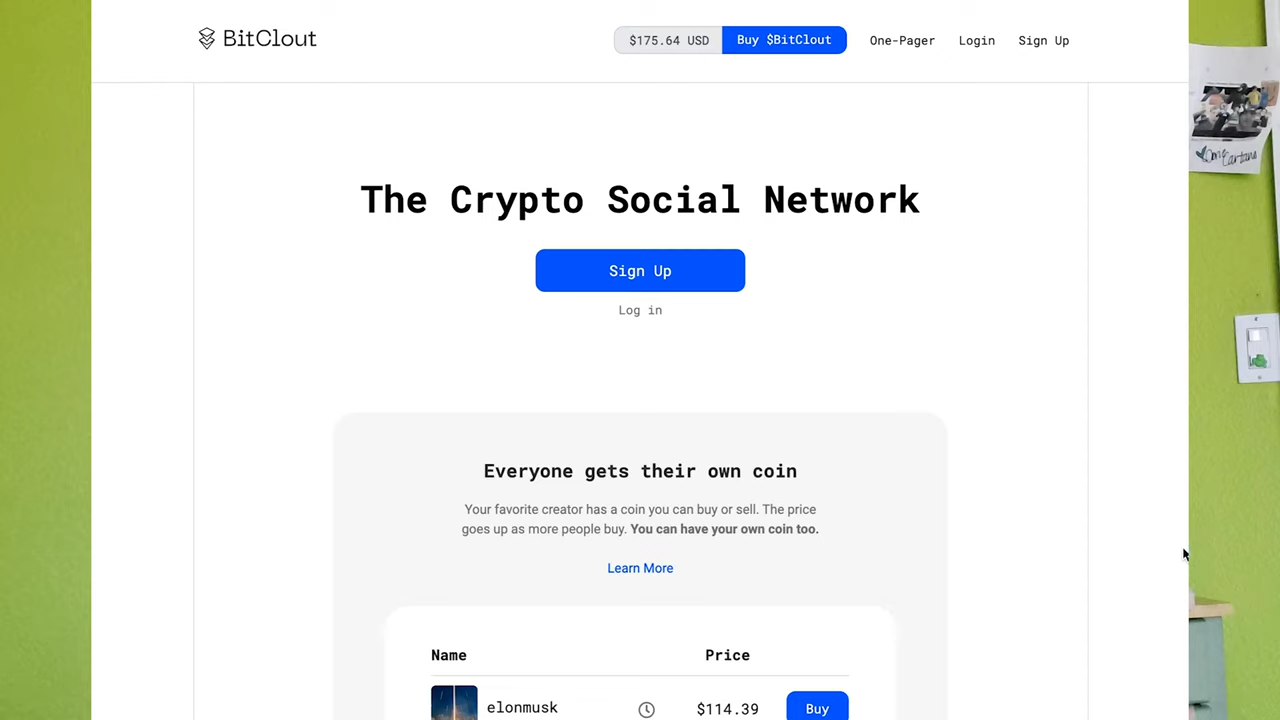 BitClout
$175.64 USD
Buy $BitClout
One-Pager
Login
Sign Up
The Crypto Social Network
Sign Up
Log in
Everyone gets their own coin
Your favorite creator has a coin you can buy or sell. The price
goes up as more people buy. You can have your own coin too.
Learn More
Name
Price
elonmusk
$114.39
Buy